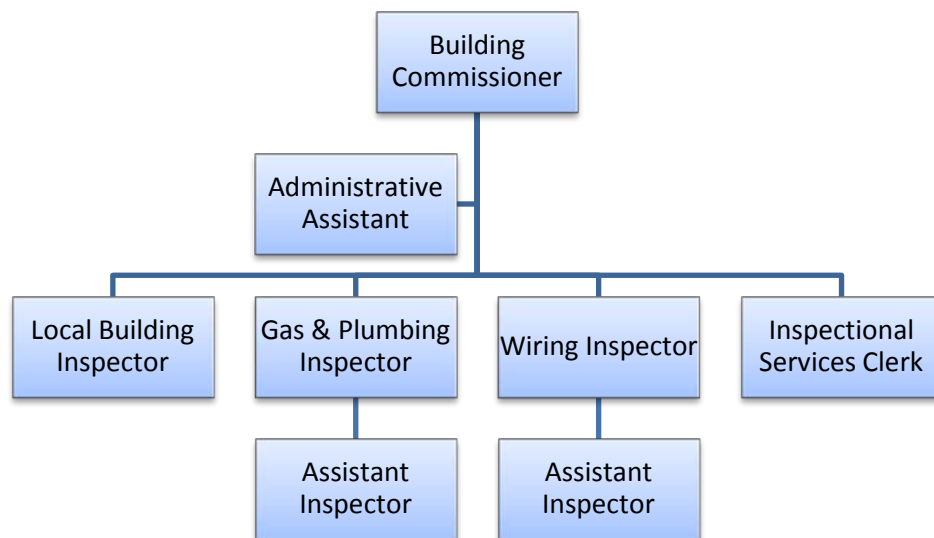 Building
Commissioner
Administrative
Assistant
Local Building
Inspector
Gas & Plumbing
Inspector
Wiring Inspector
Inspectional
Services Clerk
Assistant
Inspector
Assistant
Inspector